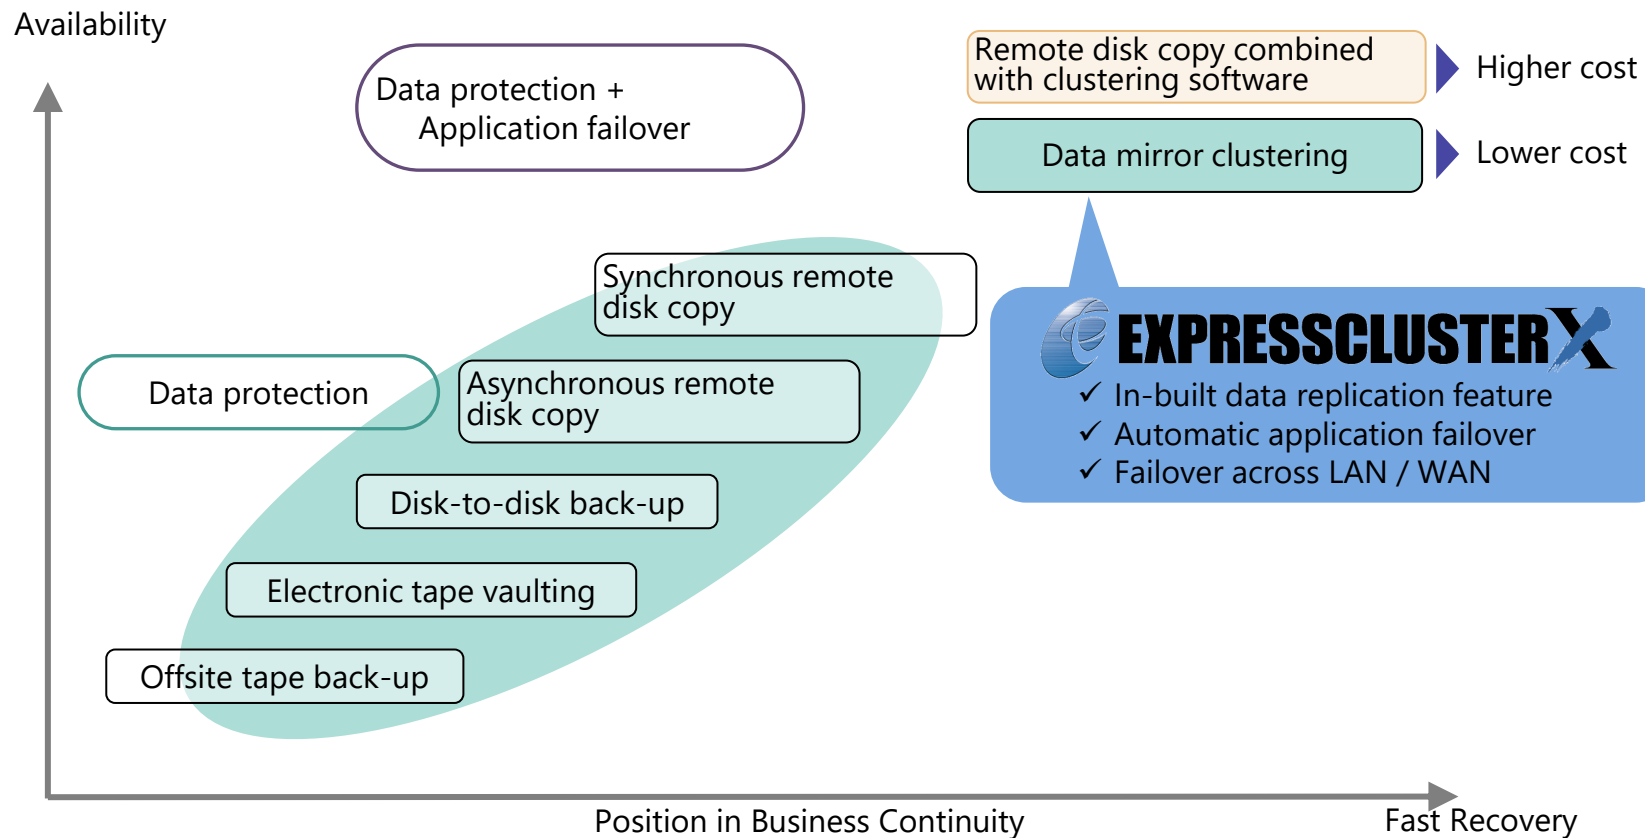 Availability
Data protection +
Application failover
Remote disk copy combined
with clustering software
Higher cost
Data mirror clustering
Lower cost
Synchronous remote
disk copy
EXPRESSCLUSTER X
✓ In-built data replication feature
✓ Automatic application failover
✓ Failover across LAN / WAN
Data protection
Asynchronous remote
disk copy
Disk-to-disk back-up
Electronic tape vaulting
Offsite tape back-up
Position in Business Continuity
Fast Recovery